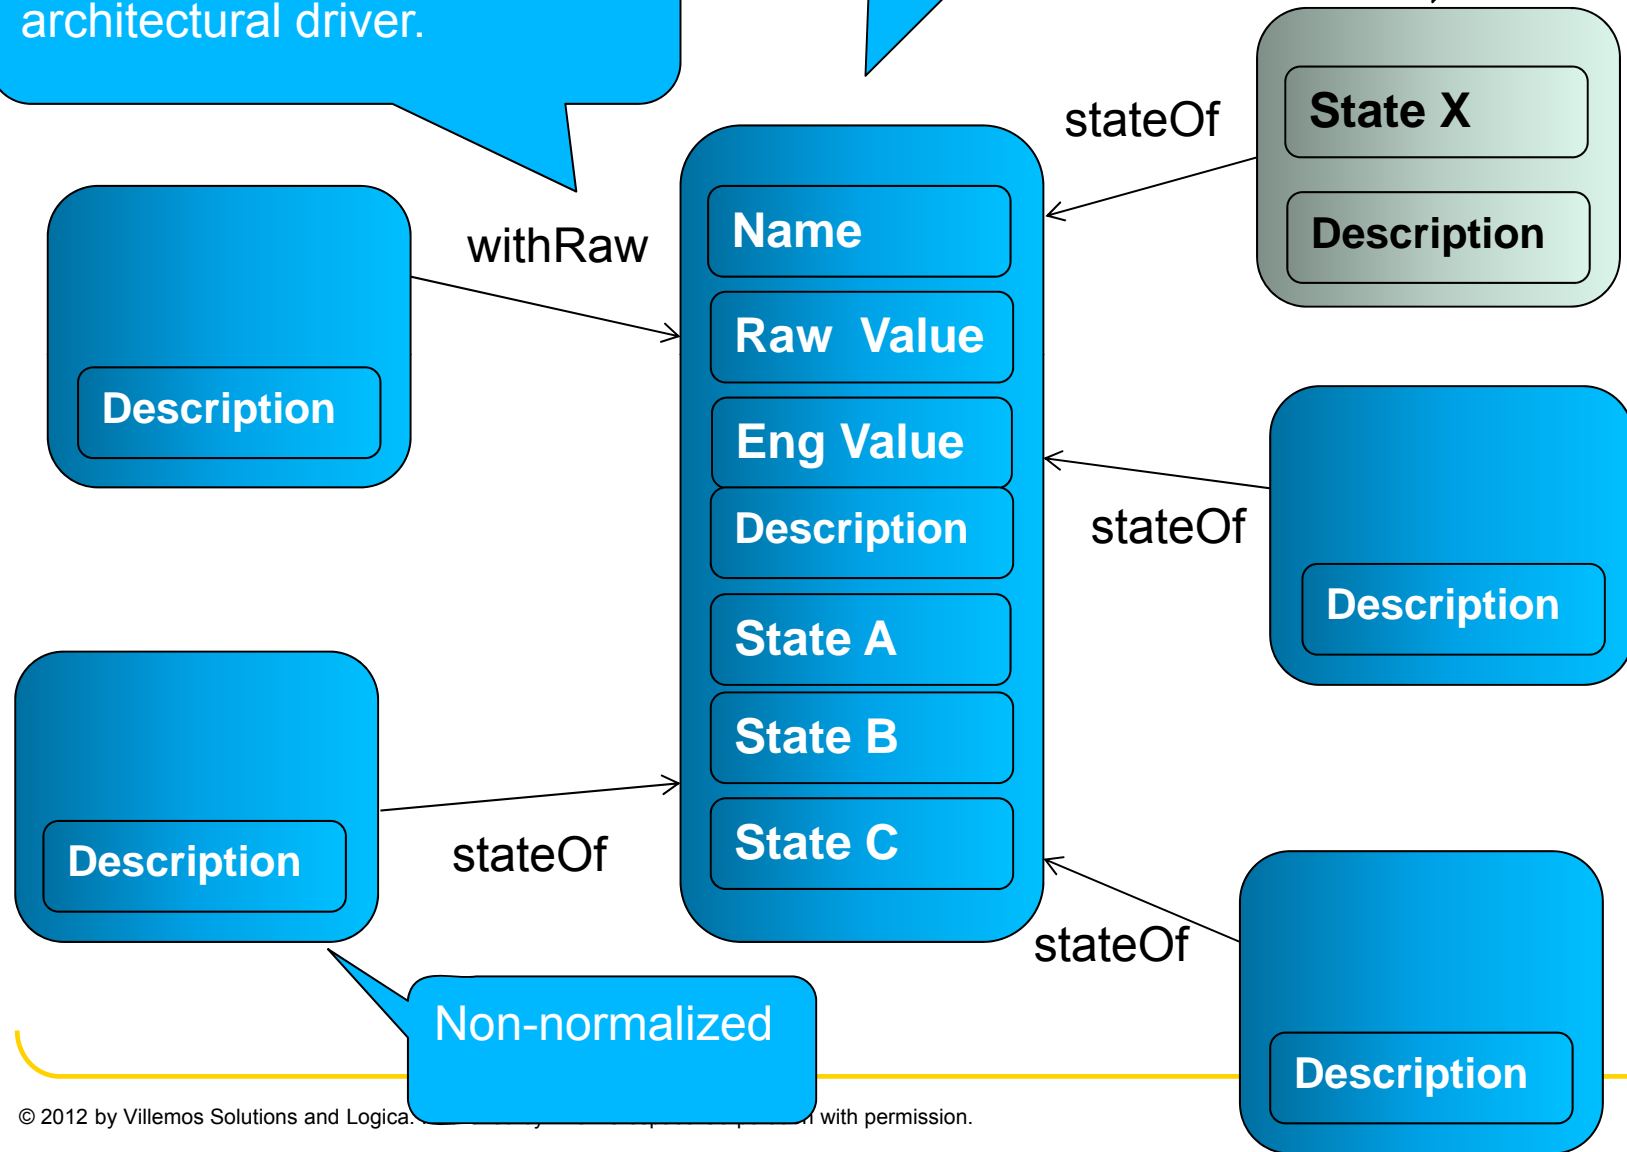 architectural driver.
stateOf
State X
Description
withRaw
Name
Raw Value
Eng Value
Description
State A
State B
State C
Description
stateOf
Description
Description
stateOf
stateOf
Non-normalized
Description
© 2012 by Villemos Solutions and Logica. with permission.